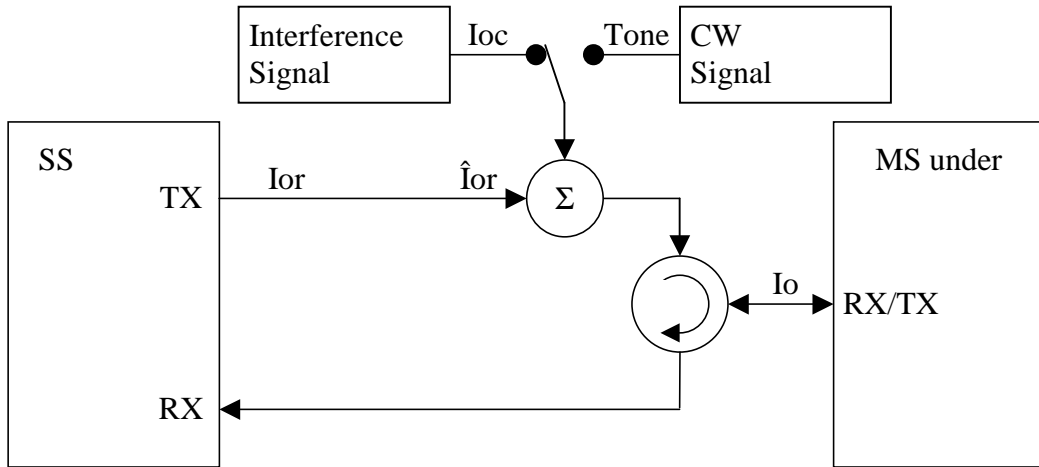 Interference
Signal
Ioc
Tone
CW
Signal
SS
MS under
TX
Ior
Îor
Σ
Io
RX/TX
RX